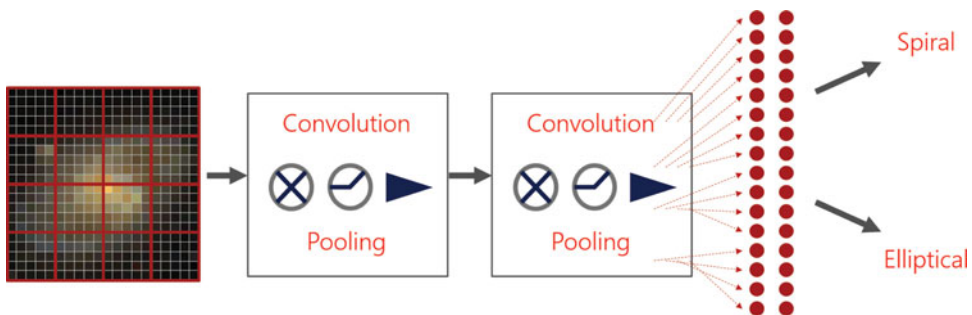 Convolution
Pooling
Convolution
Pooling
Spiral
Elliptical